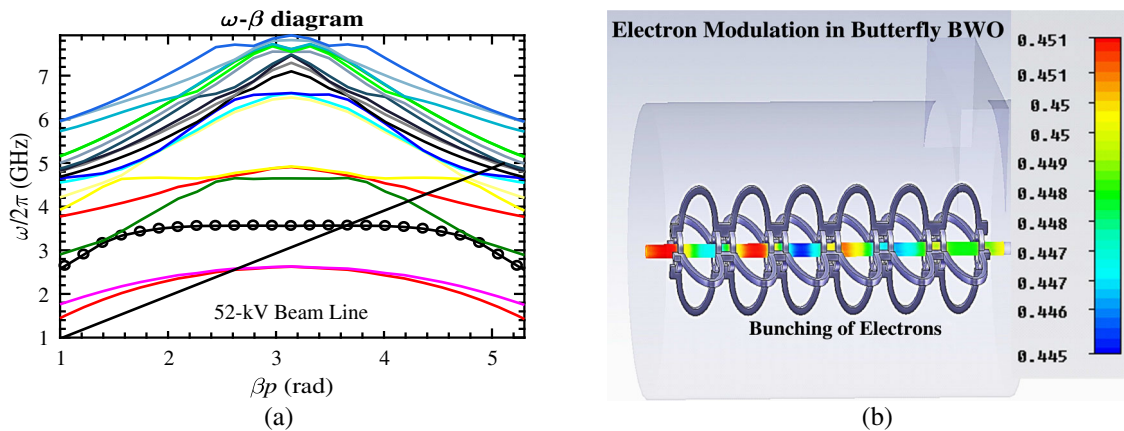 ω-β diagram
ω/2π (GHz)
7
6
5
4
3
2
1
52-kV Beam Line
1
2
3
4
5
βp (rad)
(a)
Electron Modulation in Butterfly BWO
Bunching of Electrons
0.451
0.451
0.45
0.45
0.449
0.448
0.448
0.447
0.447
0.446
0.445
(b)